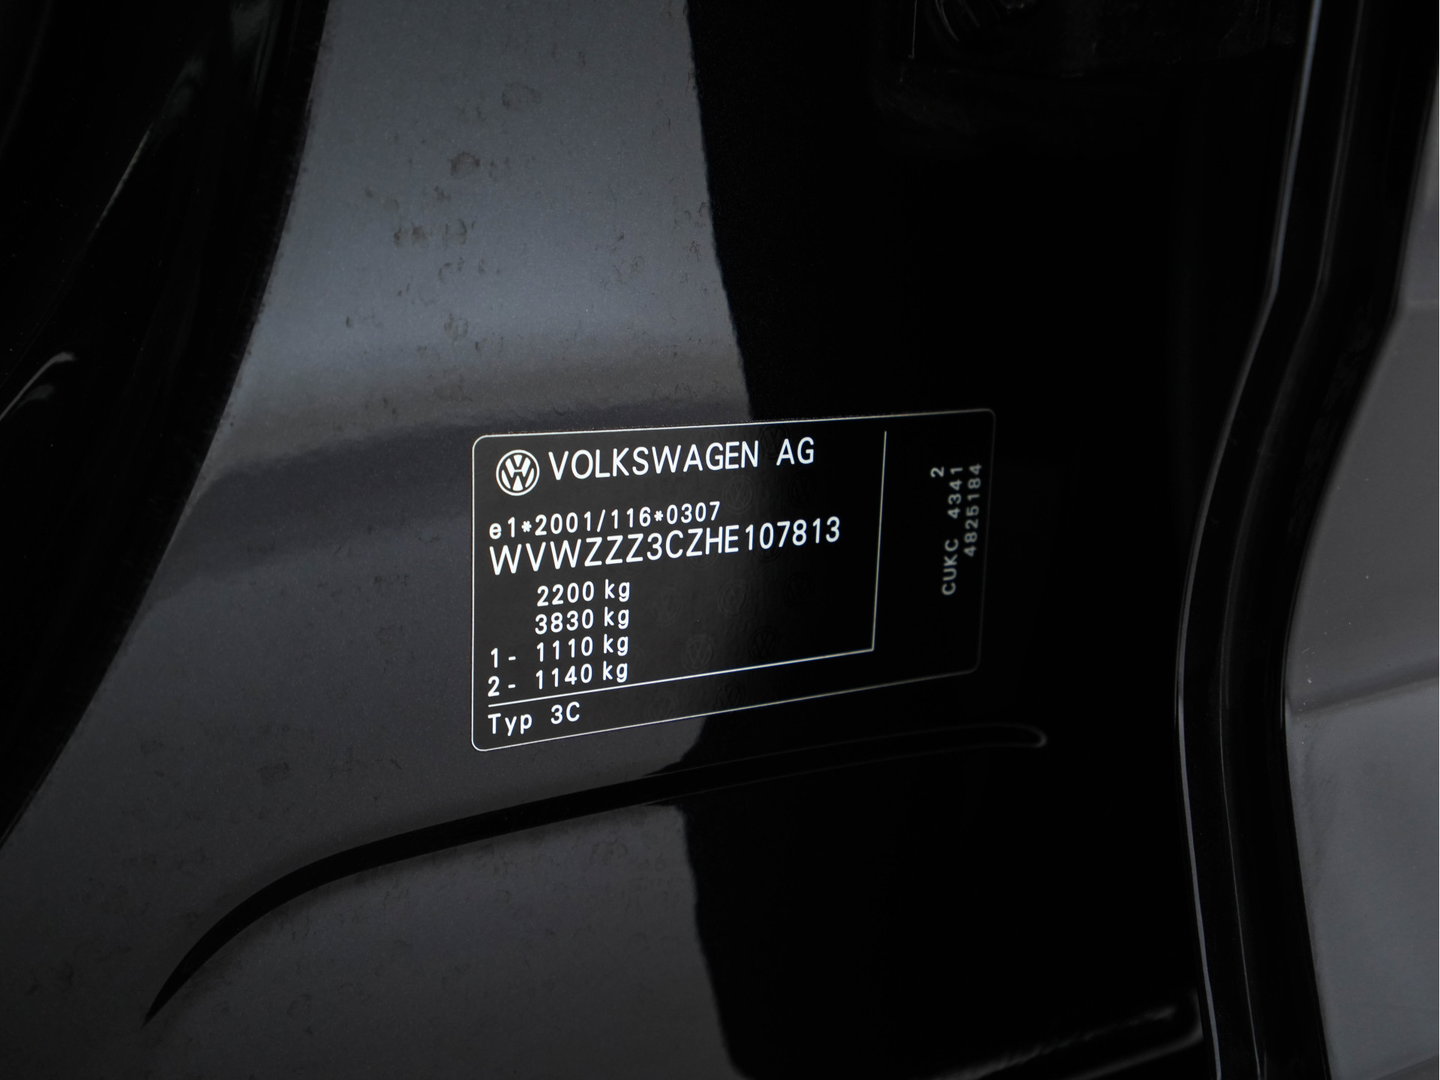 VOLKSWAGEN AG
e1*2001/116*0307
WVWZZZ3CZHE107813
2200 kg
3830 kg
1- 1110 kg
2- 1140 kg
Typ 3C
2
CUKC 4341
4825184